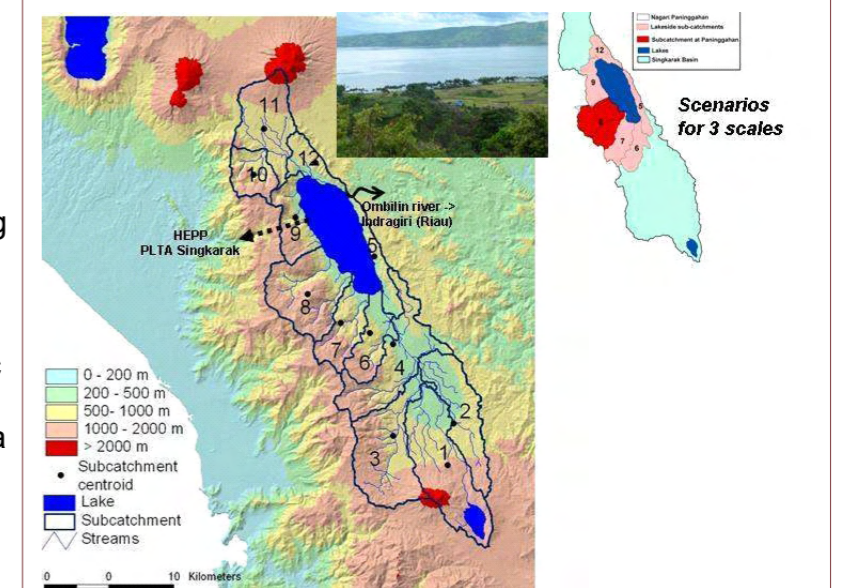 g
a
11
12
10
9
5
8
7
6
4
2
3
1
Ombilin river ->
Indragiri (Riau)
HEPP
PLTA Singkarak
0 - 200 m
200 - 500 m
500- 1000 m
1000 - 2000 m
> 2000 m
Subcatchment
centroid
Lake
Subcatchment
Streams
0 0 10 Kilometers
Nagari Paninggahan
Lakeside sub-catchments
Subcatchment at Paninggahan
Lakes
Singkarak Basin
12
9
5
7
6
Scenarios
for 3 scales